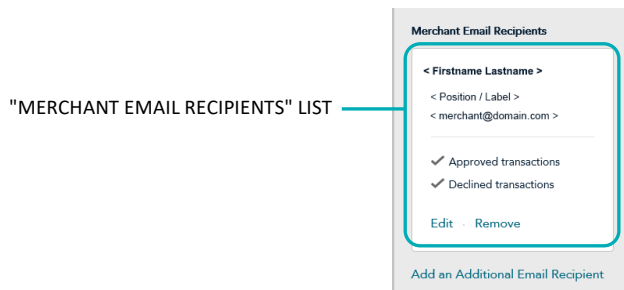 Merchant Email Recipients
< Firstname Lastname >
< Position / Label >
"MERCHANT EMAIL RECIPIENTS" LIST
< merchant@domain.com >
Approved transactions
Declined transactions
Edit · Remove
Add an Additional Email Recipient